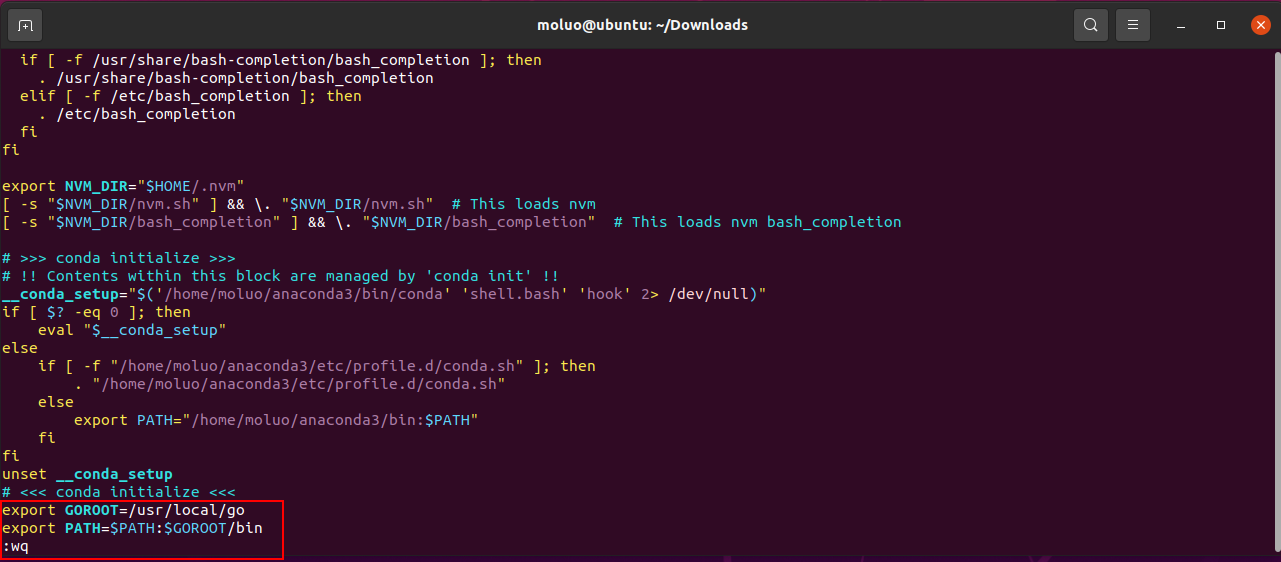 moluo@ubuntu: ~/Downloads
  if [ -f /usr/share/bash-completion/bash_completion ]; then
    . /usr/share/bash-completion/bash_completion
  elif [ -f /etc/bash_completion ]; then
    . /etc/bash_completion
  fi
fi

export NVM_DIR="$HOME/.nvm"
[ -s "$NVM_DIR/nvm.sh" ] && \. "$NVM_DIR/nvm.sh"  # This loads nvm
[ -s "$NVM_DIR/bash_completion" ] && \. "$NVM_DIR/bash_completion"  # This loads nvm bash_completion

# >>> conda initialize >>>
# !! Contents within this block are managed by 'conda init' !!
__conda_setup="$('/home/moluo/anaconda3/bin/conda' 'shell.bash' 'hook' 2> /dev/null)"
if [ $? -eq 0 ]; then
    eval "$__conda_setup"
else
    if [ -f "/home/moluo/anaconda3/etc/profile.d/conda.sh" ]; then
        . "/home/moluo/anaconda3/etc/profile.d/conda.sh"
    else
        export PATH="/home/moluo/anaconda3/bin:$PATH"
    fi
fi
unset __conda_setup
# <<< conda initialize <<<
export GOROOT=/usr/local/go
export PATH=$PATH:$GOROOT/bin
:wq